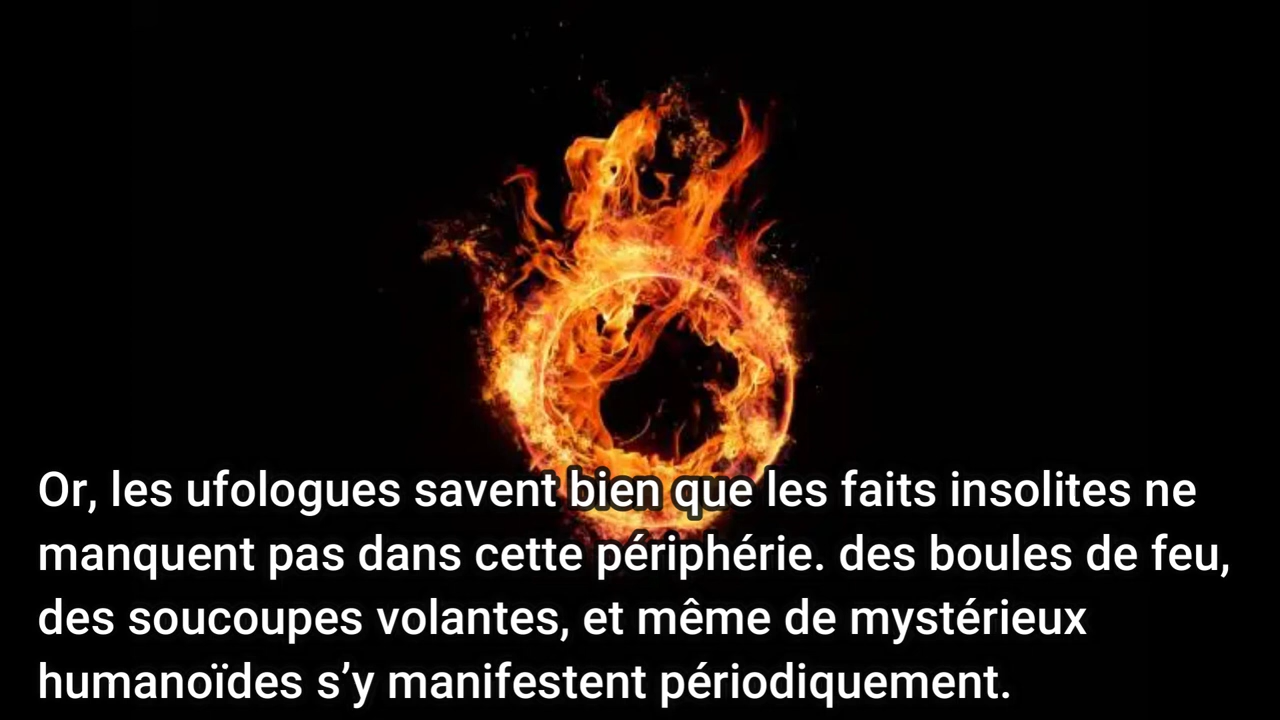 Or, les ufologues savent bien que les faits insolites ne
manquent pas dans cette périphérie. des boules de feu,
des soucoupes volantes, et même de mystérieux
humanoïdes s’y manifestent périodiquement.